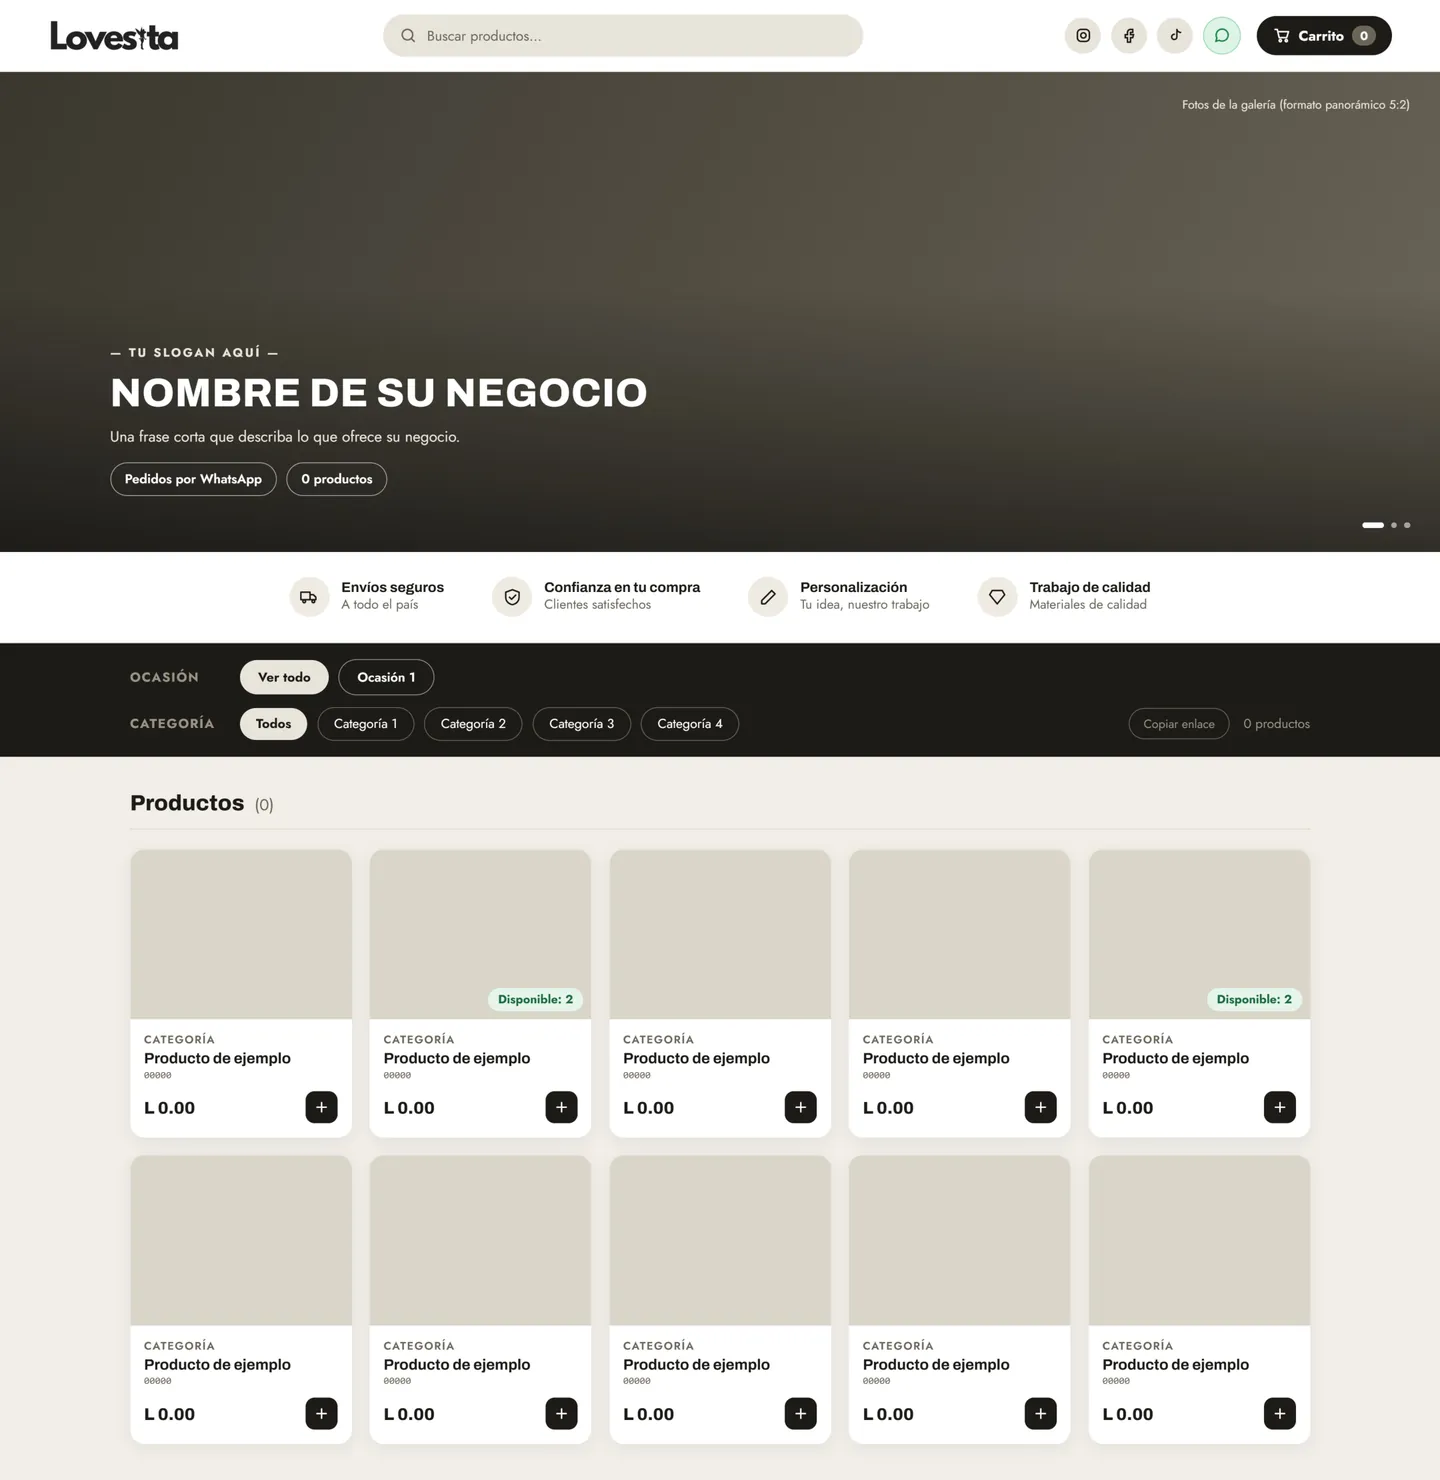 Lovesita
Buscar productos...
Carrito 0
Fotos de la galería (formato panorámico 5:2)
— TU SLOGAN AQUÍ —
NOMBRE DE SU NEGOCIO
Una frase corta que describa lo que ofrece su negocio.
Pedidos por WhatsApp 0 productos
Envíos seguros
A todo el país
Confianza en tu compra
Clientes satisfechos
Personalización
Tu idea, nuestro trabajo
Trabajo de calidad
Materiales de calidad
OCASIÓN Ver todo Ocasión 1
CATEGORÍA Todos Categoría 1 Categoría 2 Categoría 3 Categoría 4 Copiar enlace 0 productos
Productos (0)
CATEGORÍA
Producto de ejemplo
00000
L 0.00
Disponible: 2
CATEGORÍA
Producto de ejemplo
00000
L 0.00
CATEGORÍA
Producto de ejemplo
00000
L 0.00
CATEGORÍA
Producto de ejemplo
00000
L 0.00
Disponible: 2
CATEGORÍA
Producto de ejemplo
00000
L 0.00
CATEGORÍA
Producto de ejemplo
00000
L 0.00
CATEGORÍA
Producto de ejemplo
00000
L 0.00
CATEGORÍA
Producto de ejemplo
00000
L 0.00
CATEGORÍA
Producto de ejemplo
00000
L 0.00
CATEGORÍA
Producto de ejemplo
00000
L 0.00